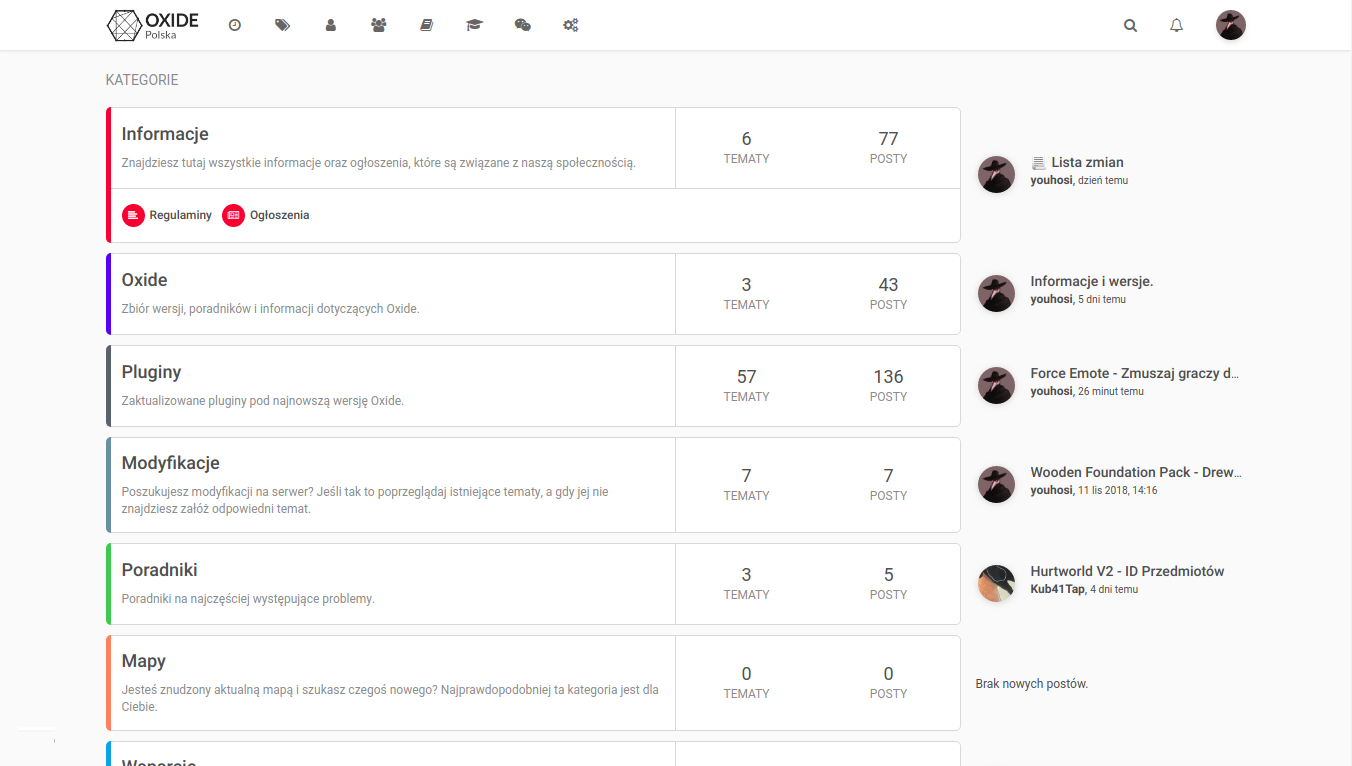 OXIDE
Polska
KATEGORIE
Informacje
Znajdziesz tutaj wszystkie informacje oraz ogłoszenia, które są związane z naszą społecznością.
6
TEMATY
77
POSTY
Lista zmian
youhosi, dzień temu
Regulaminy
Ogłoszenia
Oxide
Zbiór wersji, poradników i informacji dotyczących Oxide.
3
TEMATY
43
POSTY
Informacje i wersje.
youhosi, 5 dni temu
Pluginy
Zaktualizowane pluginy pod najnowszą wersję Oxide.
57
TEMATY
136
POSTY
Force Emote - Zmuszaj graczy d...
youhosi, 26 minut temu
Modyfikacje
Poszukujesz modyfikacji na serwer? Jeśli tak to poprzeglądaj istniejące tematy, a gdy jej nie
znajdziesz załóż odpowiedni temat.
7
TEMATY
7
POSTY
Wooden Foundation Pack - Drew...
youhosi, 11 lis 2018, 14:16
Poradniki
Poradniki na najczęściej występujące problemy.
3
TEMATY
5
POSTY
Hurtworld V2 - ID Przedmiotów
Kub41Tap, 4 dni temu
Mapy
Jesteś znudzony aktualną mapą i szukasz czegoś nowego? Najprawdopodobniej ta kategoria jest dla
Ciebie.
0
TEMATY
0
POSTY
Brak nowych postów.